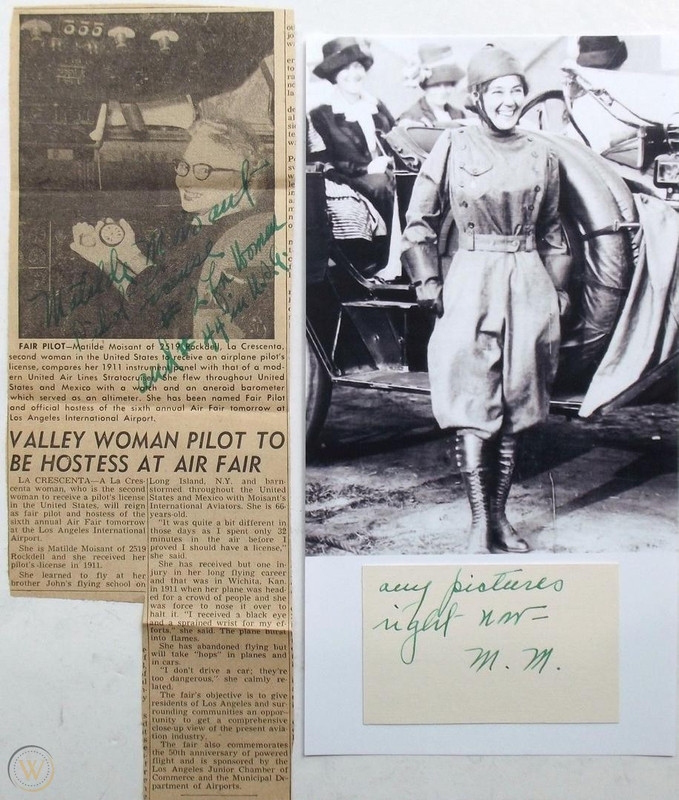 Matilde Moisant
License
# 2 for Women
and # 44 in U.S.
FAIR PILOT—Matilde Moisant of 2519 Rockdell, La Crescenta,
second woman in the United States to receive an airplane pilot's
license, compares her 1911 instrument panel with that of a mod-
ern United Air Lines Stratocruiser. She flew throughout United
States and Mexico with a watch and an aneroid barometer
which served as an altimeter. She has been named Fair Pilot
and official hostess of the sixth annual Air Fair tomorrow at
Los Angeles International Airport.
VALLEY WOMAN PILOT TO
BE HOSTESS AT AIR FAIR
LA CRESCENTA—A La Cres-
centa woman, who is the second
woman to receive a pilot's license
in the United States, will reign
as fair pilot and hostess of the
sixth annual Air Fair tomorrow
at the Los Angeles International
Airport.
She is Matilde Moisant of 2519
Rockdell and she received her
pilot's-license in 1911.
She learned to fly at her
brother John's flying school on
Long Island, N.Y. and barn-
stormed throughout the United
States and Mexico with Moisant's
International Aviators. She is 66-
years-old.
"It was quite a bit different in
those days as I spent only 32
minutes in the air before I
proved I should have a license,"
she said.
She has received but one in-
jury in her long flying career
and that was in Wichita, Kan.
in 1911 when her plane was head-
ed for a crowd of people and she
was force to nose it over to
halt it. "I received a black eye
and a sprained wrist for my ef-
forts," she said. The plane burst
into flames.
She has abandoned flying but
will take "hops" in planes and
in cars.
"I don't drive a car; they're
too dangerous," she calmly re-
lated.
The fair's objective is to give
residents of Los Angeles and sur-
rounding communities an oppor-
tunity to get a comprehensive
close-up view of the present avia-
tion industry.
The fair also commemorates
the 50th anniversary of powered
flight and is sponsored by the
Los Angeles Junior Chamber of
Commerce and the Municipal De-
partment of Airports.
any pictures
right now—
M. M.
W